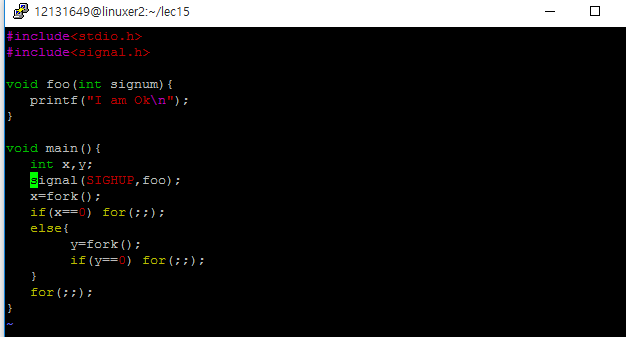 12131649@linuxer2:~/lec15
#include<stdio.h>
#include<signal.h>
void foo(int signum){
printf("I am Ok\n");
}
void main(){
int x,y;
signal(SIGHUP,foo);
x=fork();
if(x==0) for(;;);
else{
y=fork();
if(y==0) for(;;);
}
for(;;);
}
~